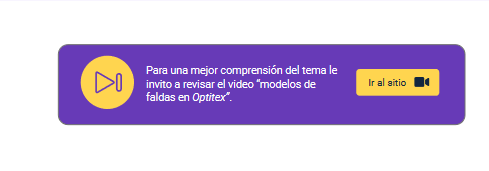 Para una mejor comprensión del tema le
invito a revisar el video “modelos de
faldas en Optitex”.
Ir al sitio